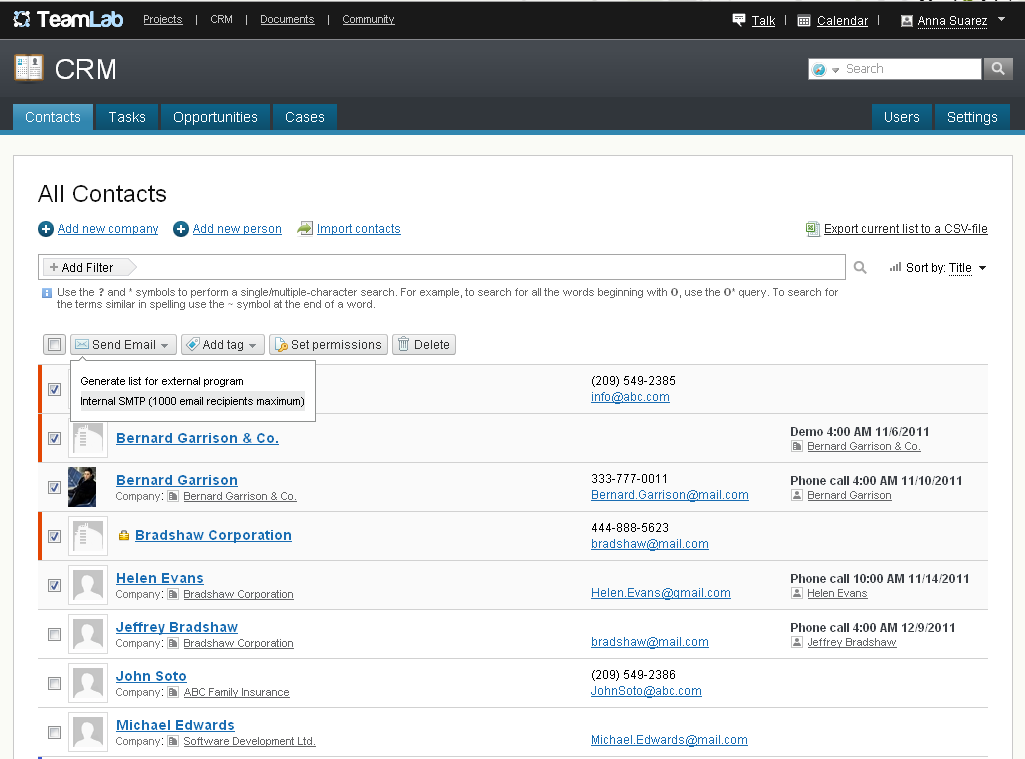 TeamLab Projects | CRM | Documents | Community Talk | Calendar | Anna Suarez
CRM Search
Contacts Tasks Opportunities Cases Users Settings
All Contacts
Add new company Add new person Import contacts Export current list to a CSV-file
+ Add Filter Sort by: Title
Use the ? and * symbols to perform a single/multiple-character search. For example, to search for all the words beginning with O, use the O* query. To search for
the terms similar in spelling use the ~ symbol at the end of a word.
Send Email Add tag Set permissions Delete
Generate list for external program
Internal SMTP (1000 email recipients maximum)
(209) 549-2385
info@abc.com
Bernard Garrison & Co.
Demo 4:00 AM 11/6/2011
Bernard Garrison & Co.
Bernard Garrison
Company: Bernard Garrison & Co.
333-777-0011
Bernard.Garrison@mail.com
Phone call 4:00 AM 11/10/2011
Bernard Garrison
Bradshaw Corporation
444-888-5623
bradshaw@mail.com
Helen Evans
Company: Bradshaw Corporation
Helen.Evans@gmail.com
Phone call 10:00 AM 11/14/2011
Helen Evans
Jeffrey Bradshaw
Company: Bradshaw Corporation
bradshaw@mail.com
Phone call 4:00 AM 12/9/2011
Jeffrey Bradshaw
John Soto
Company: ABC Family Insurance
(209) 549-2386
JohnSoto@abc.com
Michael Edwards
Company: Software Development Ltd.
Michael.Edwards@mail.com